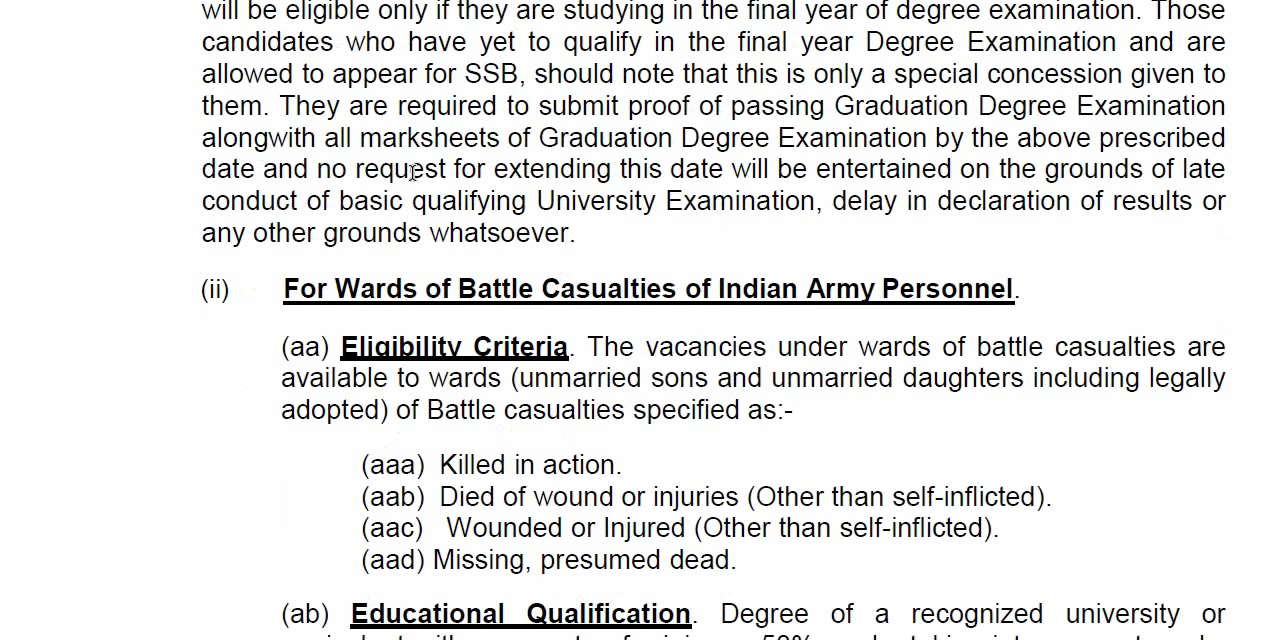 will be eligible only if they are studying in the final year of degree examination. Those
candidates who have yet to qualify in the final year Degree Examination and are
allowed to appear for SSB, should note that this is only a special concession given to
them. They are required to submit proof of passing Graduation Degree Examination
alongwith all marksheets of Graduation Degree Examination by the above prescribed
date and no request for extending this date will be entertained on the grounds of late
conduct of basic qualifying University Examination, delay in declaration of results or
any other grounds whatsoever.
(ii) For Wards of Battle Casualties of Indian Army Personnel.
(aa) Eligibility Criteria. The vacancies under wards of battle casualties are
available to wards (unmarried sons and unmarried daughters including legally
adopted) of Battle casualties specified as:-
(aaa) Killed in action.
(aab) Died of wound or injuries (Other than self-inflicted).
(aac) Wounded or Injured (Other than self-inflicted).
(aad) Missing, presumed dead.
(ab) Educational Qualification. Degree of a recognized university or